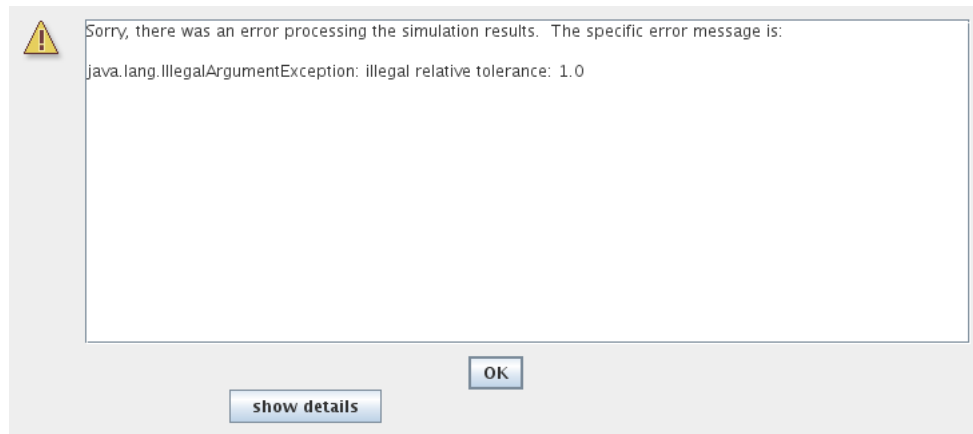 Sorry, there was an error processing the simulation results.  The specific error message is:
java.lang.IllegalArgumentException: illegal relative tolerance: 1.0
OK
show details